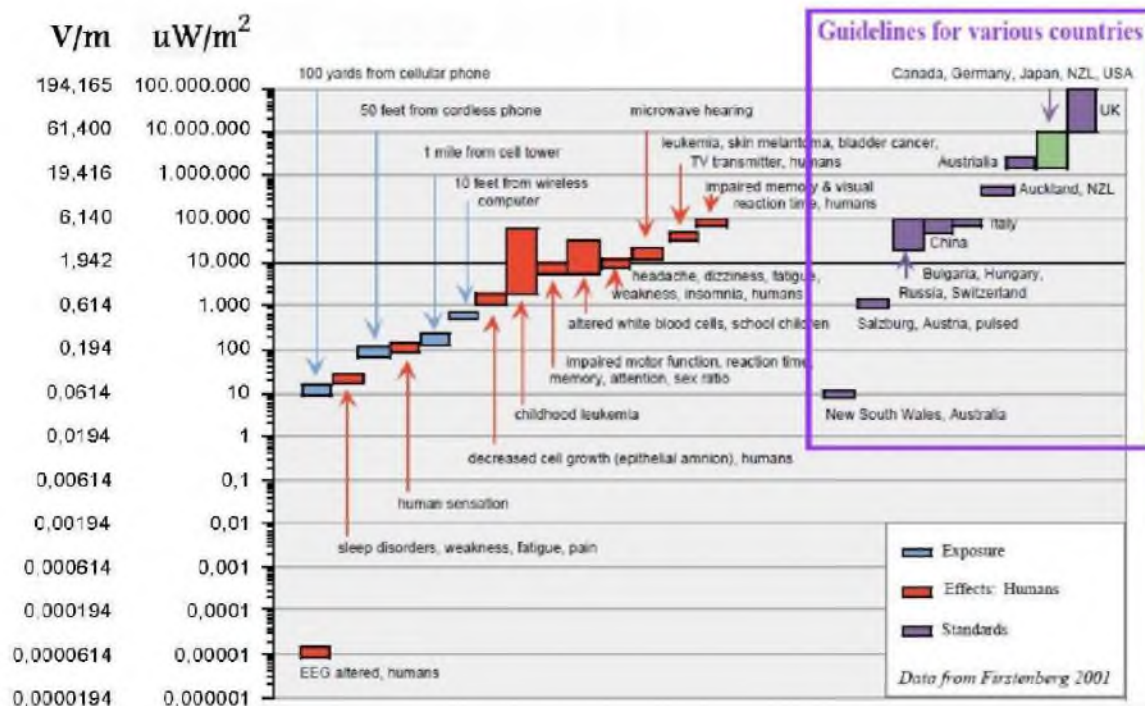 V/m uW/m²
194,165 100.000.000
61,400 10.000.000
19,416 1.000.000
6,140 100.000
1,942 10,000
0,614 1.000
0,194 100
0,0614 10
0,0194 1
0,00614 0,1
0,00194 0,01
0,000614 0,001
0,000194 0,0001
0,0000614 0,00001
0,0000194 0,000001
100 yards from cellular phone
50 feet from cordless phone
1 mile from cell tower
10 feet from wireless
computer
microwave hearing
leukemia, skin melantoma, bladder cancer,
TV transmitter, humans
impaired memory & visual
reaction time, humans
headache, dizziness, fatigue,
weakness, insomnia, humans
altered white blood cells, school children
impaired motor function, reaction time,
memory, attention, sex ratio
childhood leukemia
decreased cell growth (epithelial amnion), humans
human sensation
sleep disorders, weakness, fatigue, pain
EEG altered, humans
Guidelines for various countries
Canada, Germany, Japan, NZL, USA
UK
Austrialia
Auckland, NZL
Italy
China
Bulgaria, Hungary,
Russia, Switzerland
Salzburg, Austria, pulsed
New South Wales, Australia
Exposure
Effects: Humans
Standards
Data from Firstenberg 2001